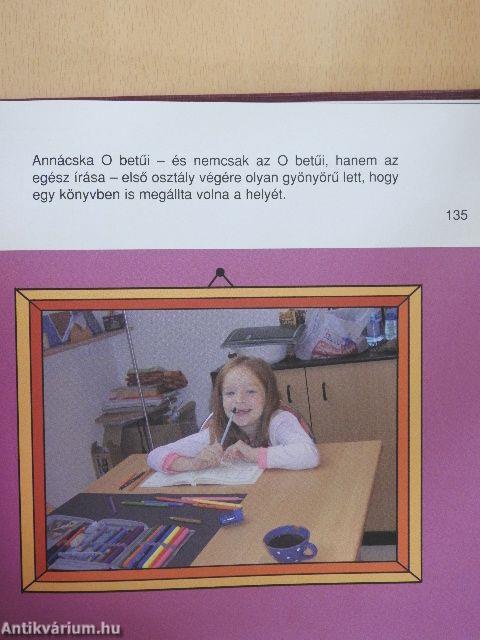 Annácska O betűi – és nemcsak az O betűi, hanem az
egész írása – első osztály végére olyan gyönyörű lett, hogy
egy könyvben is megállta volna a helyét.
135
Antikvárium.hu